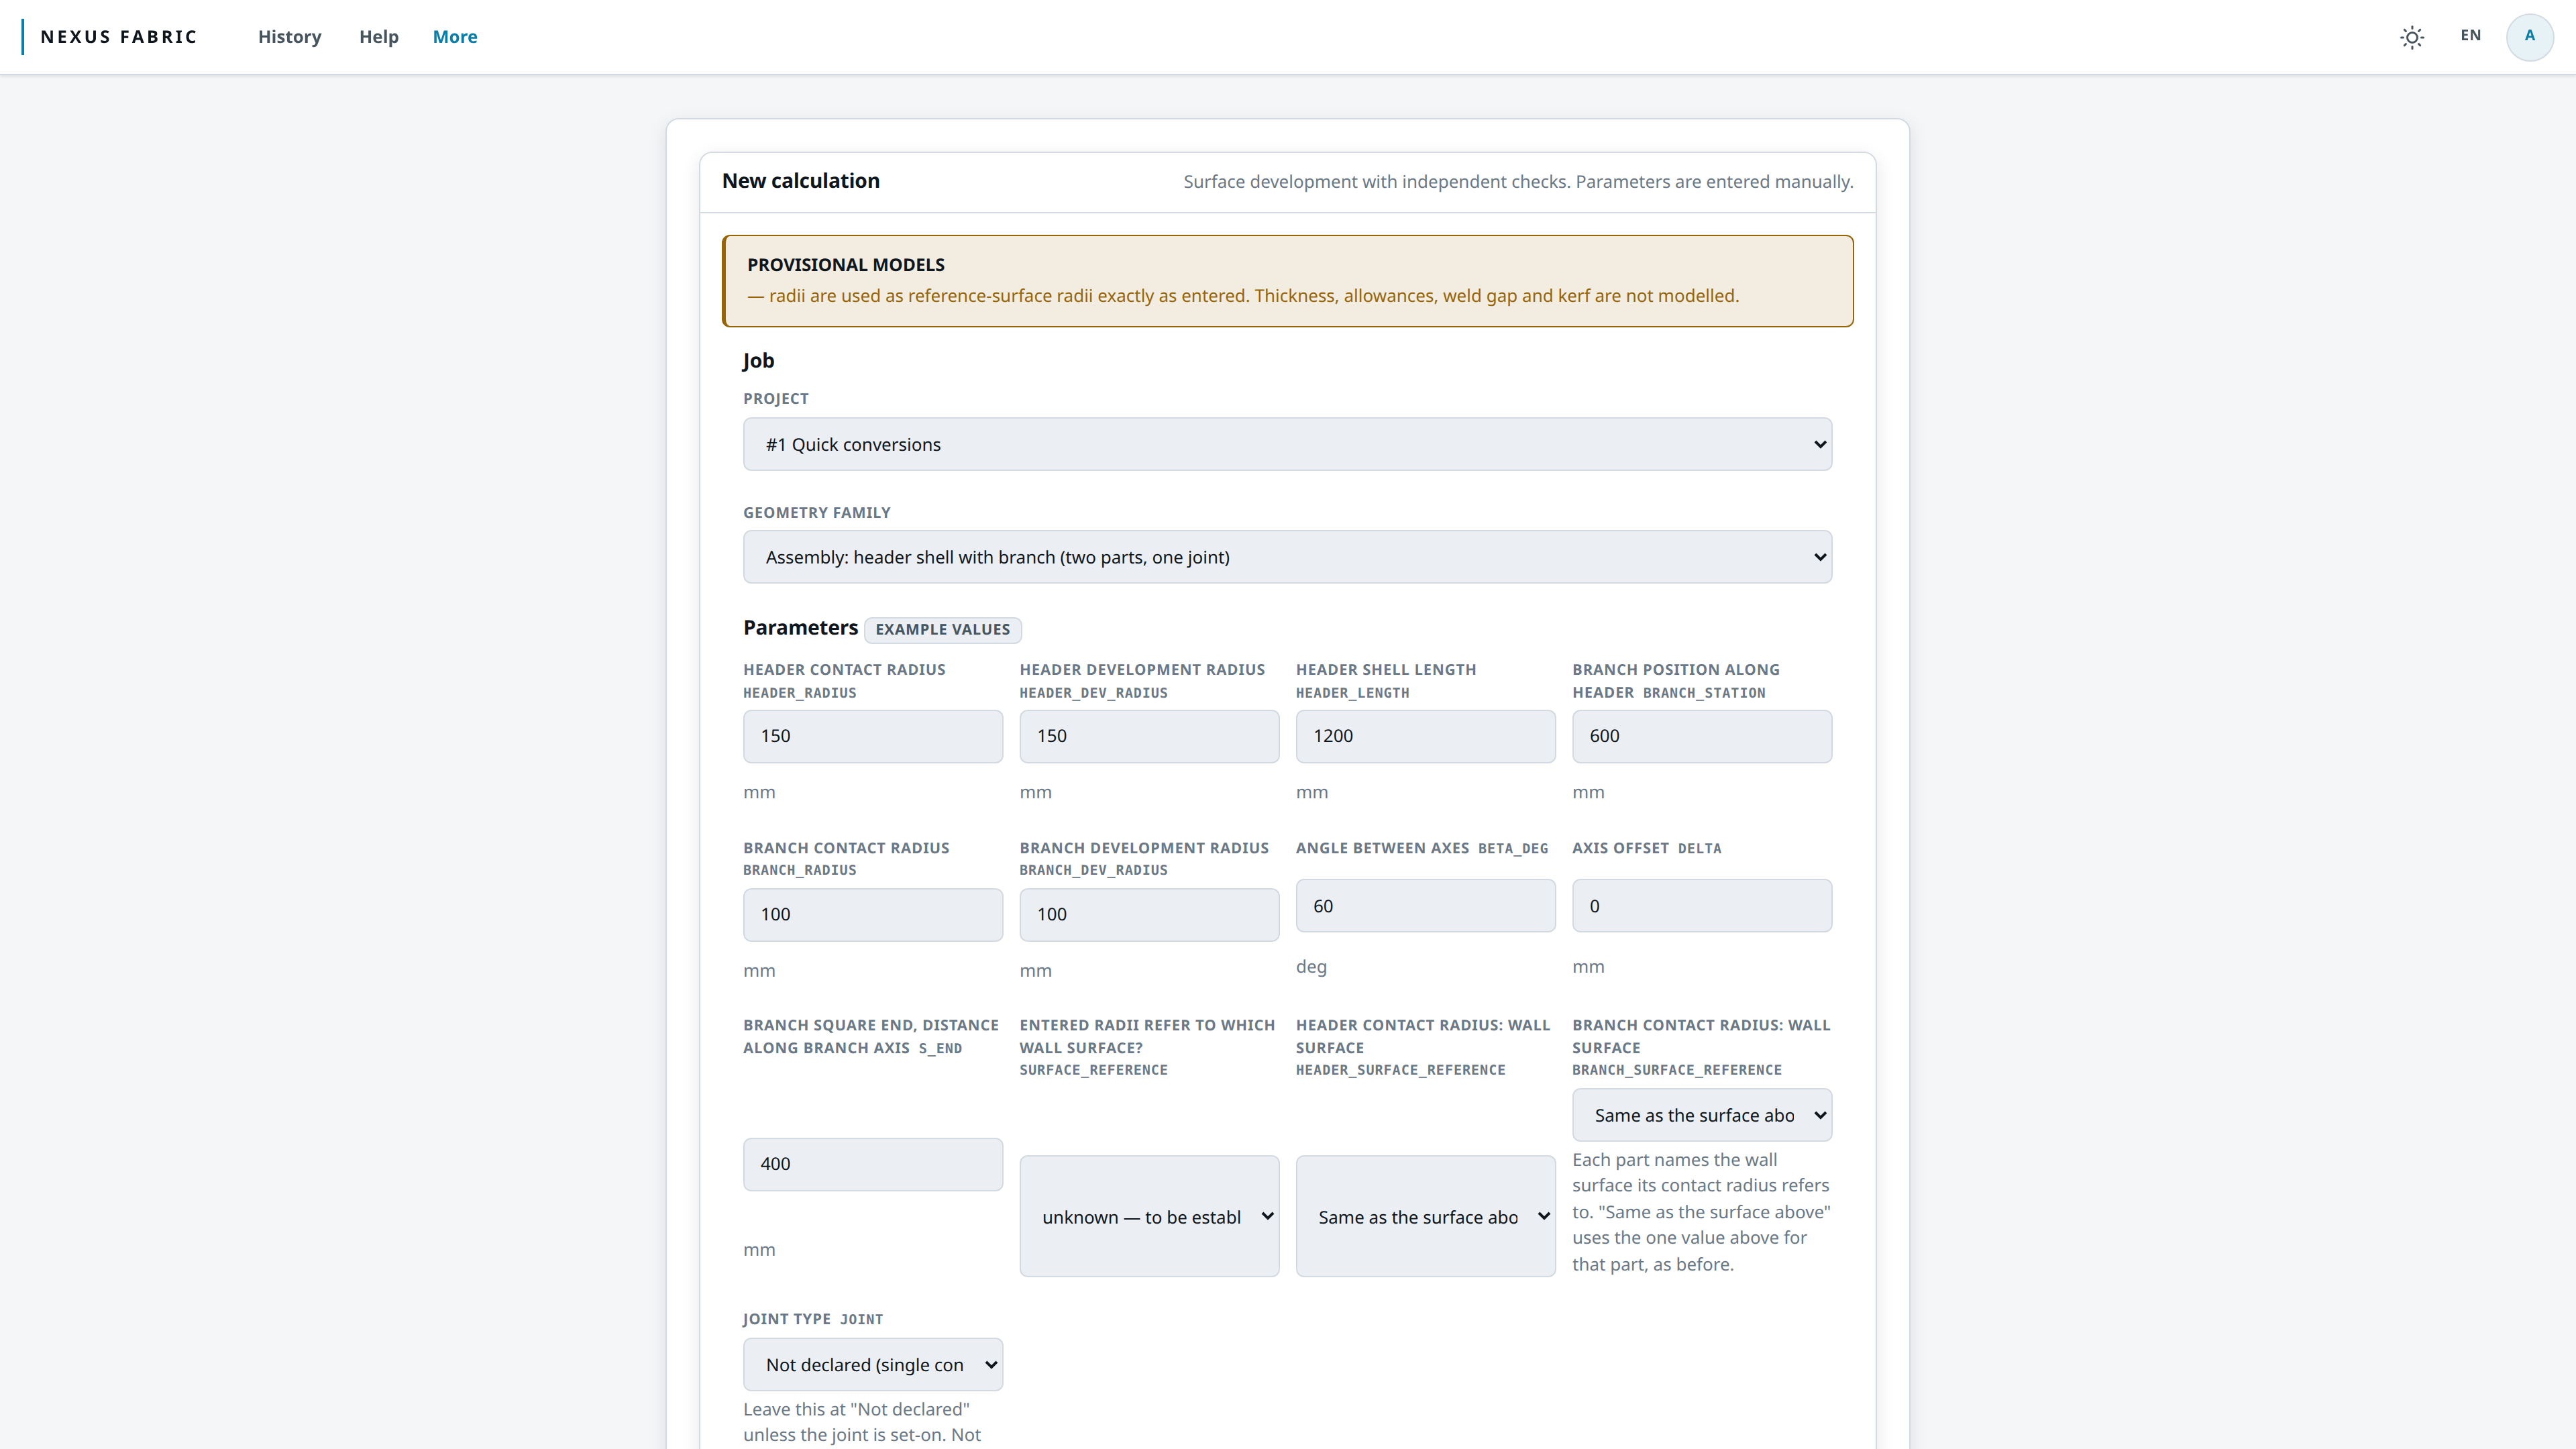 NEXUS FABRIC
History
Help
More
EN
A
New calculation
Surface development with independent checks. Parameters are entered manually.
PROVISIONAL MODELS
— radii are used as reference-surface radii exactly as entered. Thickness, allowances, weld gap and kerf are not modelled.
Job
PROJECT
#1 Quick conversions
GEOMETRY FAMILY
Assembly: header shell with branch (two parts, one joint)
Parameters EXAMPLE VALUES
HEADER CONTACT RADIUS
HEADER_RADIUS
150
mm
HEADER DEVELOPMENT RADIUS
HEADER_DEV_RADIUS
150
mm
HEADER SHELL LENGTH
HEADER_LENGTH
1200
mm
BRANCH POSITION ALONG
HEADER BRANCH_STATION
600
mm
BRANCH CONTACT RADIUS
BRANCH_RADIUS
100
mm
BRANCH DEVELOPMENT RADIUS
BRANCH_DEV_RADIUS
100
mm
ANGLE BETWEEN AXES BETA_DEG
60
deg
AXIS OFFSET DELTA
0
mm
BRANCH SQUARE END, DISTANCE
ALONG BRANCH AXIS S_END
400
mm
ENTERED RADII REFER TO WHICH
WALL SURFACE?
SURFACE_REFERENCE
unknown — to be establ
HEADER CONTACT RADIUS: WALL
SURFACE
HEADER_SURFACE_REFERENCE
Same as the surface abo
BRANCH CONTACT RADIUS: WALL
SURFACE
BRANCH_SURFACE_REFERENCE
Same as the surface abo
Each part names the wall
surface its contact radius refers
to. "Same as the surface above"
uses the one value above for
that part, as before.
JOINT TYPE JOINT
Not declared (single con
Leave this at "Not declared"
unless the joint is set-on. Not